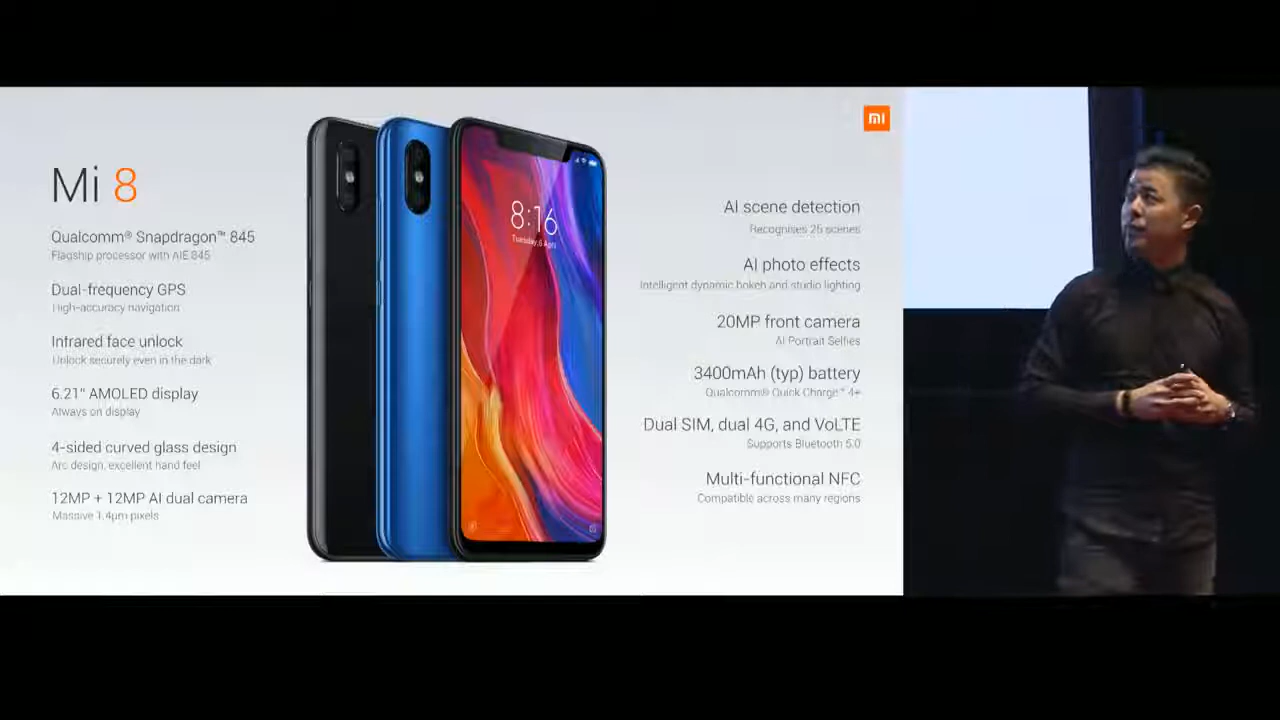 Mi 8
Qualcomm® Snapdragon™ 845
Flagship processor with AIE 845
Dual-frequency GPS
High-accuracy navigation
Infrared face unlock
Unlock securely even in the dark
6.21" AMOLED display
Always on display
4-sided curved glass design
Arc design, excellent hand feel
12MP + 12MP AI dual camera
Massive 1.4μm pixels
8:16
Tuesday, 6 April
mi
AI scene detection
Recognises 25 scenes
AI photo effects
Intelligent dynamic bokeh and studio lighting
20MP front camera
AI Portrait Selfies
3400mAh (typ) battery
Qualcomm® Quick Charge™ 4+
Dual SIM, dual 4G, and VoLTE
Supports Bluetooth 5.0
Multi-functional NFC
Compatible across many regions